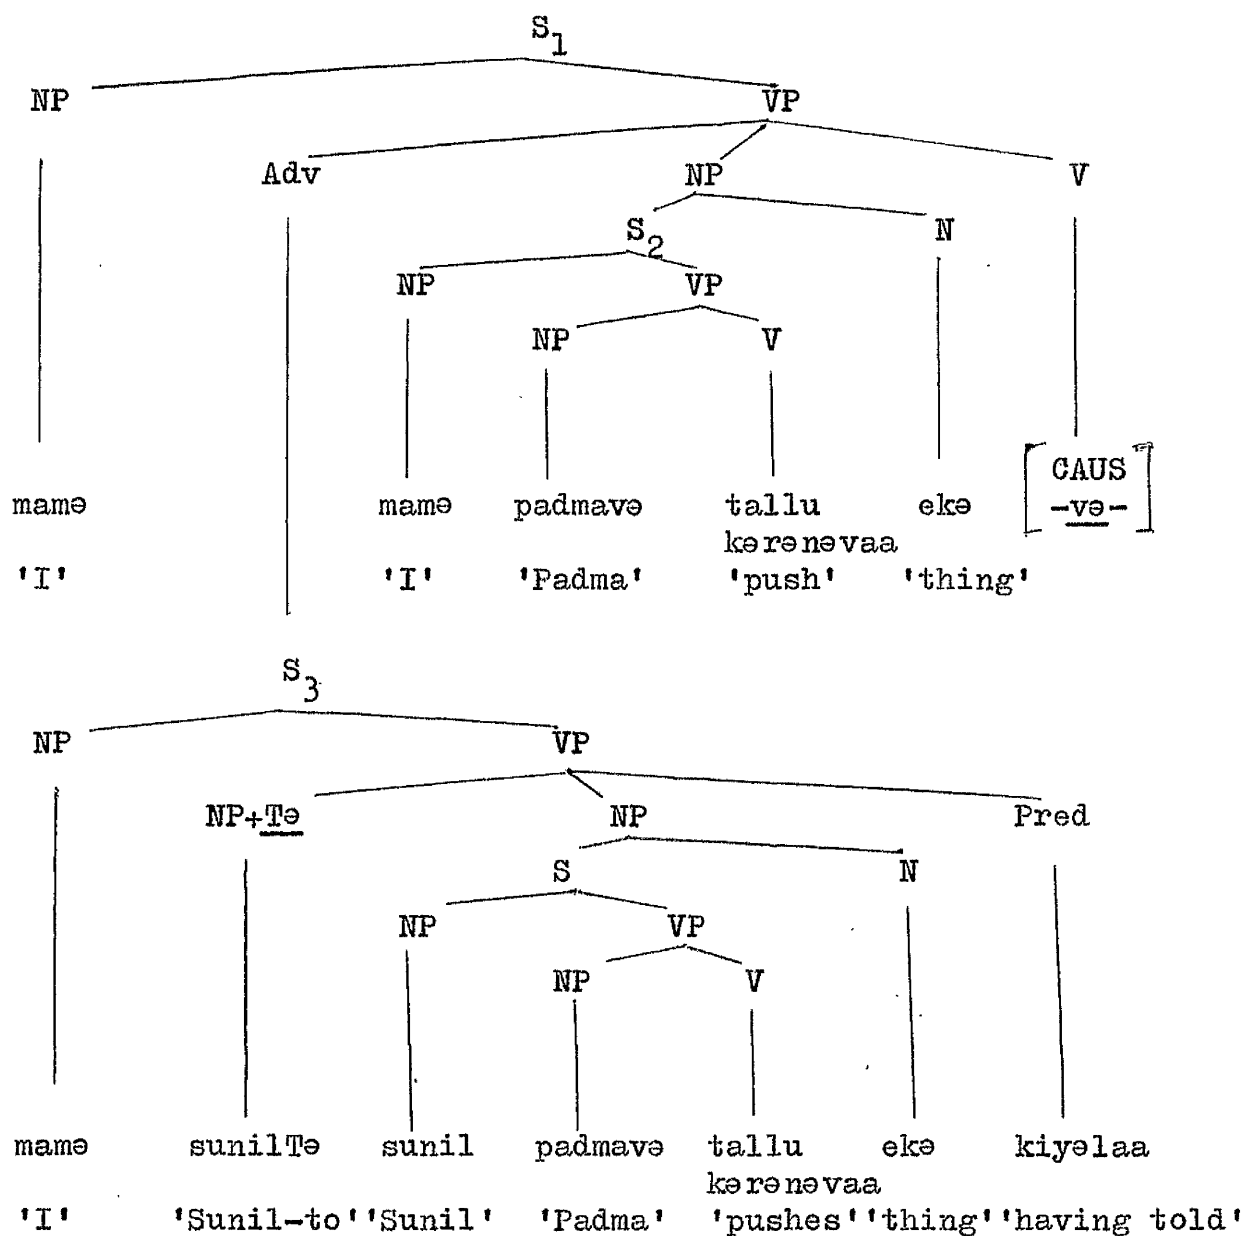 S1
NP VP
Adv NP V
S2 N
NP VP
NP V
[CAUS
mamə mamə padmavə tallu ekə -və-]
kərənəvaa
'I' 'I' 'Padma' 'push' 'thing'
S3
NP VP
NP+Tə NP Pred
S N
NP VP
NP V
mamə sunilTə sunil padmavə tallu ekə kiyəlaa
kərənəvaa
'I' 'Sunil-to' 'Sunil' 'Padma' 'pushes' 'thing' 'having told'